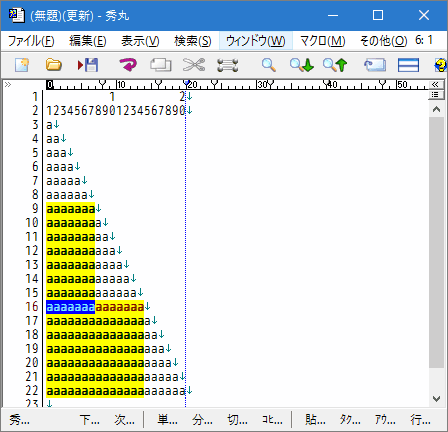 (無題)(更新) - 秀丸
ファイル(F) 編集(E) 表示(V) 検索(S) ウィンドウ(W) マクロ(M) その他(O) 6: 1
0 10 20 30 40 50
1 1 2↓
2 12345678901234567890↓
3 a↓
4 aa↓
5 aaa↓
6 aaaa↓
7 aaaaa↓
8 aaaaaa↓
9 aaaaaaa↓
10 aaaaaaaa↓
11 aaaaaaaaa↓
12 aaaaaaaaaa↓
13 aaaaaaaaaaa↓
14 aaaaaaaaaaaa↓
15 aaaaaaaaaaaaa↓
16 aaaaaaaaaaaaaa↓
17 aaaaaaaaaaaaaaa↓
18 aaaaaaaaaaaaaaaa↓
19 aaaaaaaaaaaaaaaaa↓
20 aaaaaaaaaaaaaaaaaa↓
21 aaaaaaaaaaaaaaaaaaa↓
22 aaaaaaaaaaaaaaaaaaaa↓
23 ↓
秀... 下... 次... 単... 分... 切... ｺﾋ... 貼... ﾀｸ... ｱｳ... 行...